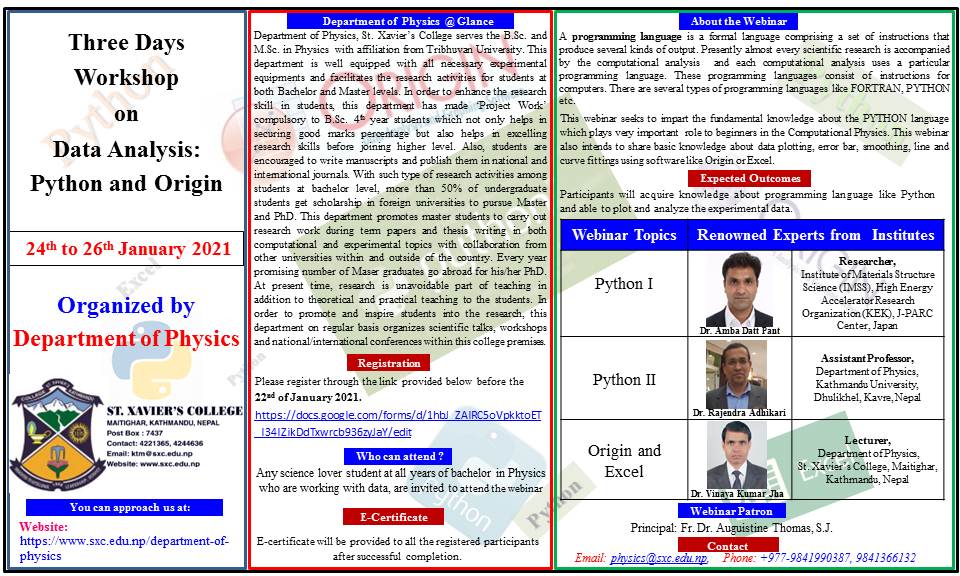 Three Days
Workshop
on
Data Analysis:
Python and Origin
24th to 26th January 2021
Organized by
Department of Physics
ST. XAVIER'S COLLEGE
MAITIGHAR, KATHMANDU, NEPAL
Post Box : 7437
Contact: 4221365, 4244636
Email: ktm@sxc.edu.np
Website: www.sxc.edu.np
You can approach us at:
Website:
https://www.sxc.edu.np/department-of-
physics
Department of Physics @ Glance
Department of Physics, St. Xavier's College serves the B.Sc. and
M.Sc. in Physics with affiliation from Tribhuvan University. This
department is well equipped with all necessary experimental
equipments and facilitates the research activities for students at
both Bachelor and Master levels. In order to enhance the research
skill in students, this department has made 'Project Work'
compulsory to B.Sc. 4th year students which not only helps in
securing good marks percentage but also helps in excelling
research skills before joining higher level. Also, students are
encouraged to write manuscripts and publish them in national and
international journals. With such type of research activities among
students at bachelor level, more than 50% of undergraduate
students get scholarship in foreign universities to pursue Master
and PhD. This department promotes master students to carry out
research work during term papers and thesis writing in both
computational and experimental topics with collaboration from
other universities within and outside of the country. Every year
promising number of Maser graduates go abroad for his/her PhD.
At present time, research is unavoidable part of teaching in
addition to theoretical and practical teaching to the students. In
order to promote and inspire students into the research, this
department on regular basis organizes scientific talks, workshops
and national/international conferences within this college premises.
Registration
Please register through the link provided below before the
22nd of January 2021.
https://docs.google.com/forms/d/1hbJ_ZAIRC5oVpkktoET
_I34IZikDdTxwrcb936zyJaY/edit
Who can attend ?
Any science lover student at all years of bachelor in Physics
who are working with data, are invited to attend the webinar
E-Certificate
E-certificate will be provided to all the registered participants
after successful completion.
About the Webinar
A programming language is a formal language comprising a set of instructions that
produce several kinds of output. Presently almost every scientific research is accompanied
by the computational analysis and each computational analysis uses a particular
programming language. These programming languages consist of instructions for
computers. There are several types of programming languages like FORTRAN, PYTHON
etc.
This webinar seeks to impart the fundamental knowledge about the PYTHON language
which plays very important role to beginners in the Computational Physics. This webinar
also intends to share basic knowledge about data plotting, error bar, smoothing, line and
curve fittings using software like Origin or Excel.
Expected Outcomes
Participants will acquire knowledge about programming language like Python
and able to plot and analyze the experimental data.
Webinar Topics
Renowned Experts from Institutes
Python I
Dr. Amba Datt Pant
Researcher,
Institute of Materials Structure
Science (IMSS), High Energy
Accelerator Research
Organization (KEK), J-PARC
Center, Japan
Python II
Dr. Rajendra Adhikari
Assistant Professor,
Department of Physics,
Kathmandu University,
Dhulikhel, Kavre, Nepal
Origin and
Excel
Dr. Vinaya Kumar Jha
Lecturer,
Department of Physics,
St. Xavier's College, Maitighar,
Kathmandu, Nepal
Webinar Patron
Principal: Fr. Dr. Auguistine Thomas, S.J.
Contact
Email: physics@sxc.edu.np, Phone: +977-9841990387, 9841366132
Python
Excel
Python
ORIGIN
Python
Python